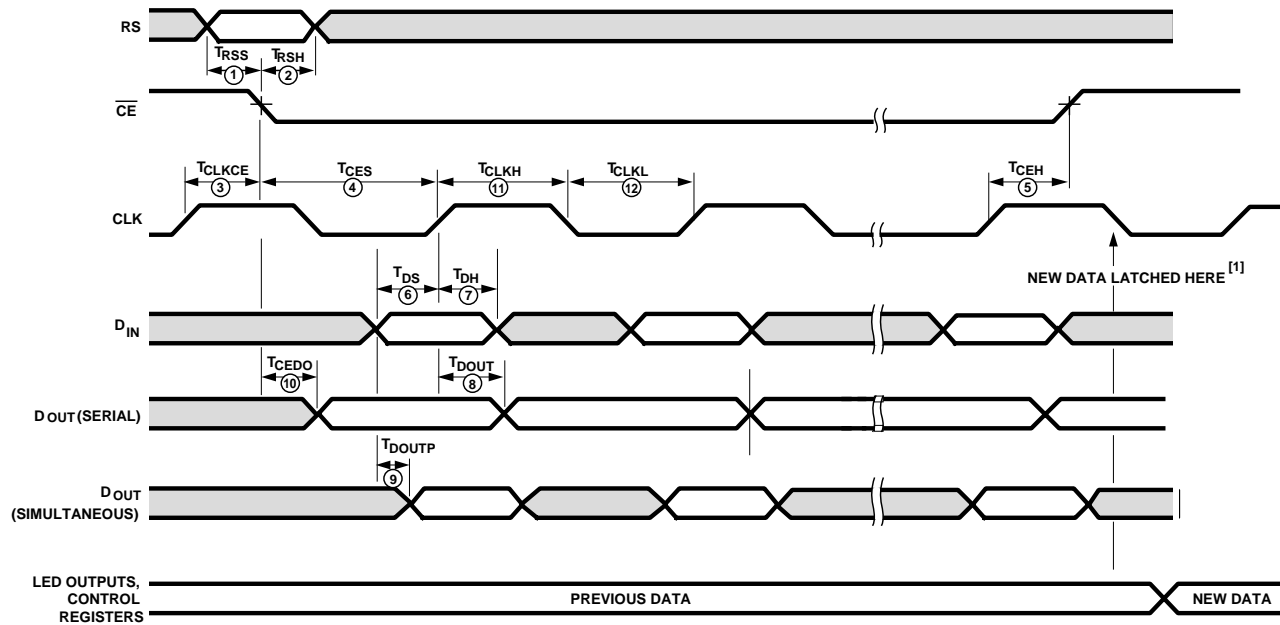 RS
TRSS TRSH
1 2
CE
TCLKCE TCES TCLKH TCLKL TCEH
3 4 11 12 5
CLK
NEW DATA LATCHED HERE [1]
TDS TDH
6 7
DIN
TCEDO TDOUT
10 8
D OUT (SERIAL)
TDOUTP
9
D OUT
(SIMULTANEOUS)
LED OUTPUTS,
CONTROL
REGISTERS
PREVIOUS DATA NEW DATA